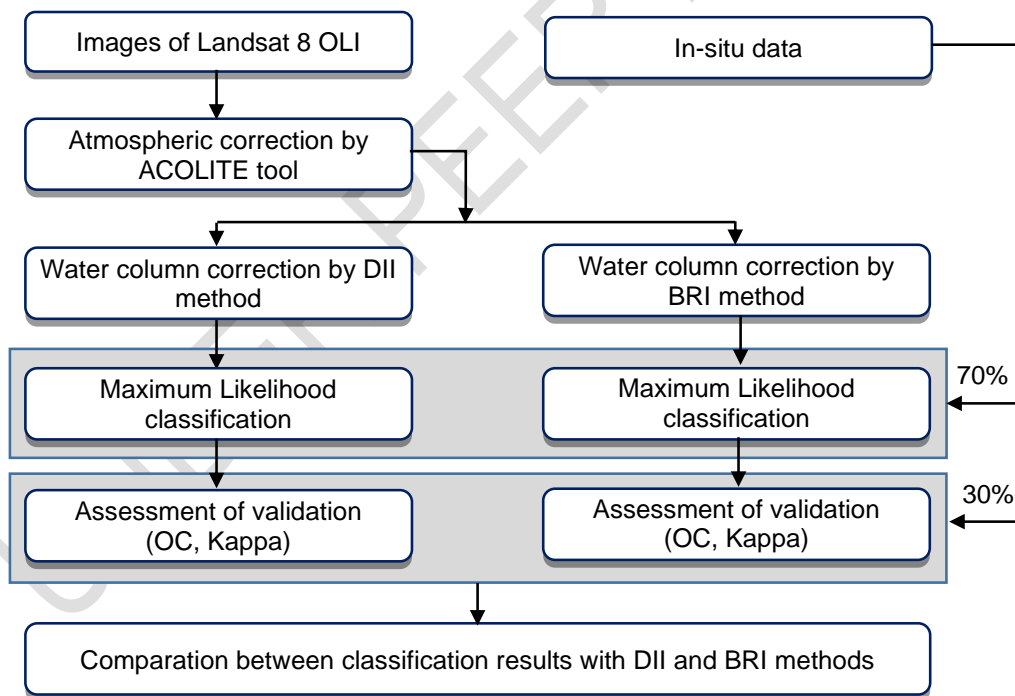 Images of Landsat 8 OLI
In-situ data
Atmospheric correction by
ACOLITE tool
Water column correction by DII
method
Water column correction by
BRI method
Maximum Likelihood
classification
Maximum Likelihood
classification
70%
Assessment of validation
(OC, Kappa)
Assessment of validation
(OC, Kappa)
30%
Comparation between classification results with DII and BRI methods